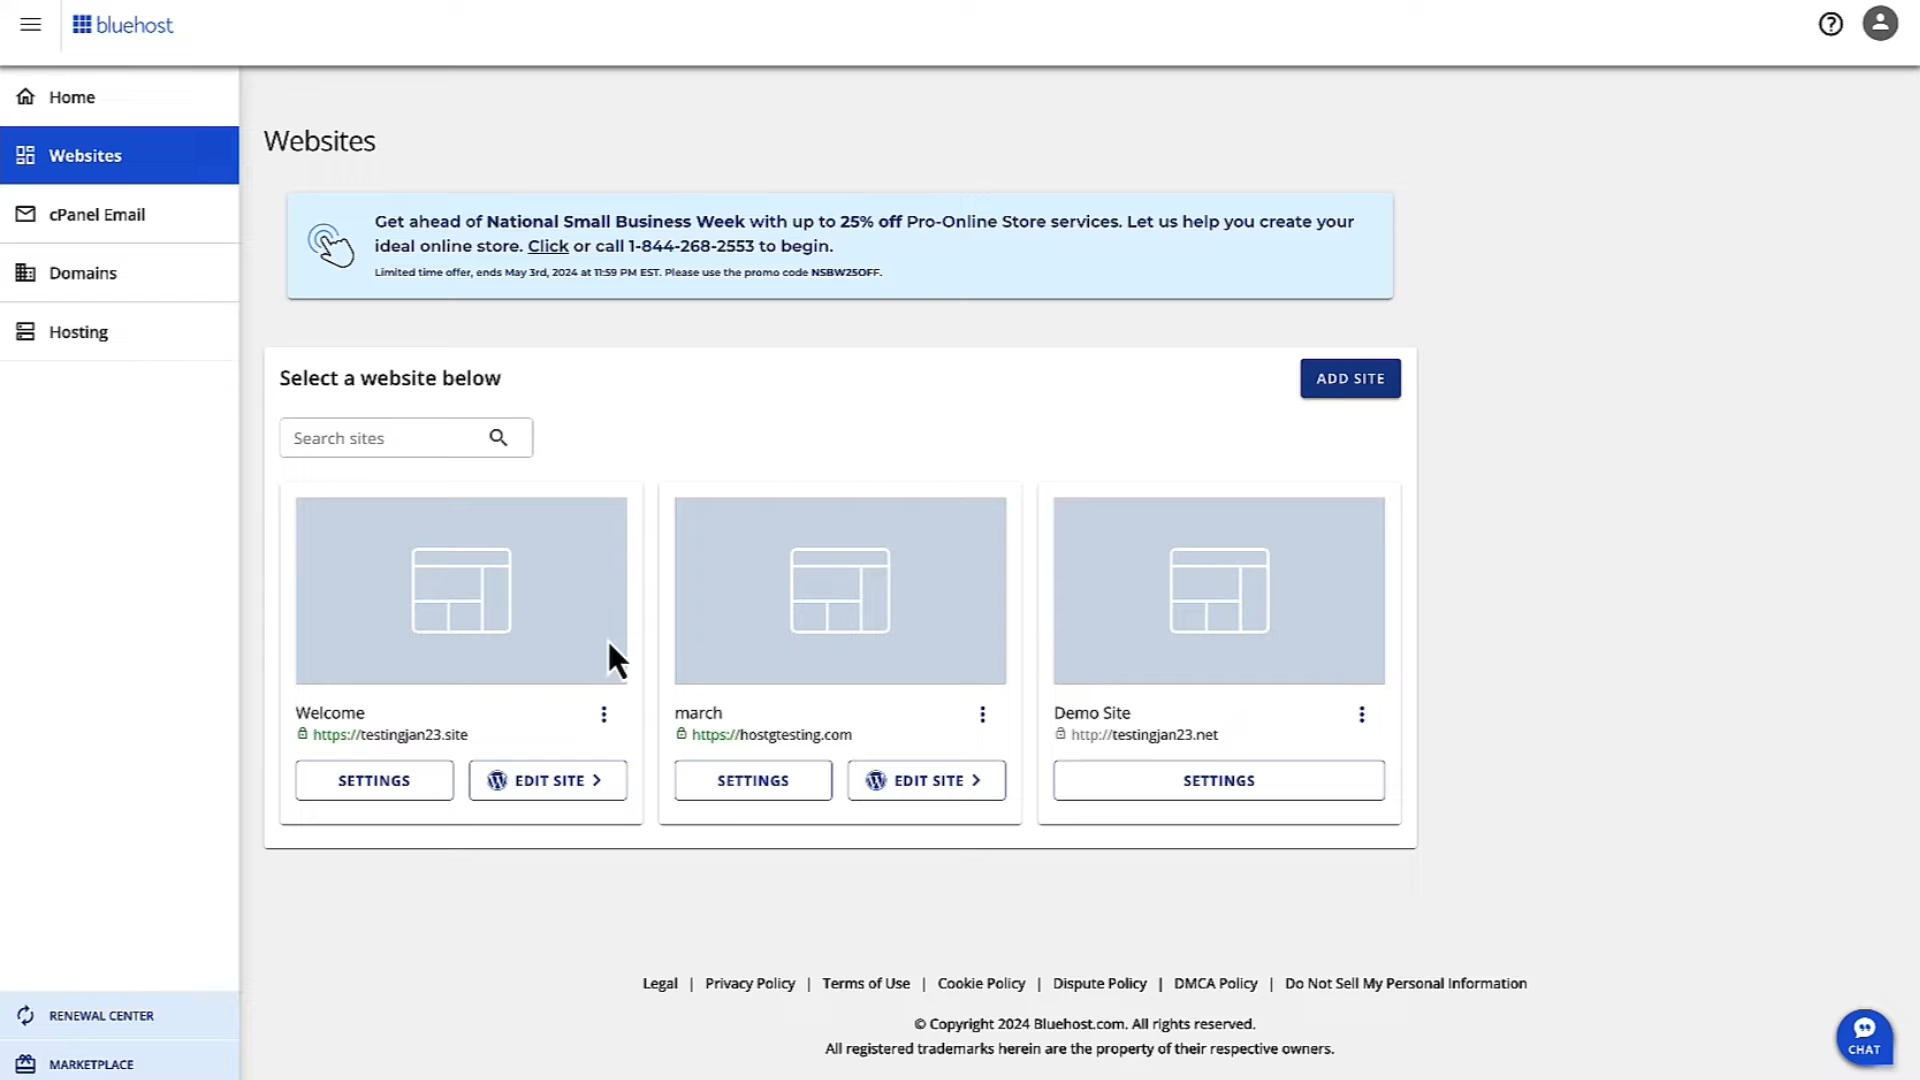 bluehost
Home
Websites
cPanel Email
Domains
Hosting
RENEWAL CENTER
MARKETPLACE
Websites
Get ahead of National Small Business Week with up to 25% off Pro-Online Store services. Let us help you create your
ideal online store. Click or call 1-844-268-2553 to begin.
Limited time offer, ends May 3rd, 2024 at 11:59 PM EST. Please use the promo code NSBW25OFF.
Select a website below
ADD SITE
Search sites
Welcome
https://testingjan23.site
SETTINGS
EDIT SITE
march
https://hostgtesting.com
SETTINGS
EDIT SITE
Demo Site
http://testingjan23.net
SETTINGS
Legal | Privacy Policy | Terms of Use | Cookie Policy | Dispute Policy | DMCA Policy | Do Not Sell My Personal Information
© Copyright 2024 Bluehost.com. All rights reserved.
All registered trademarks herein are the property of their respective owners.
CHAT